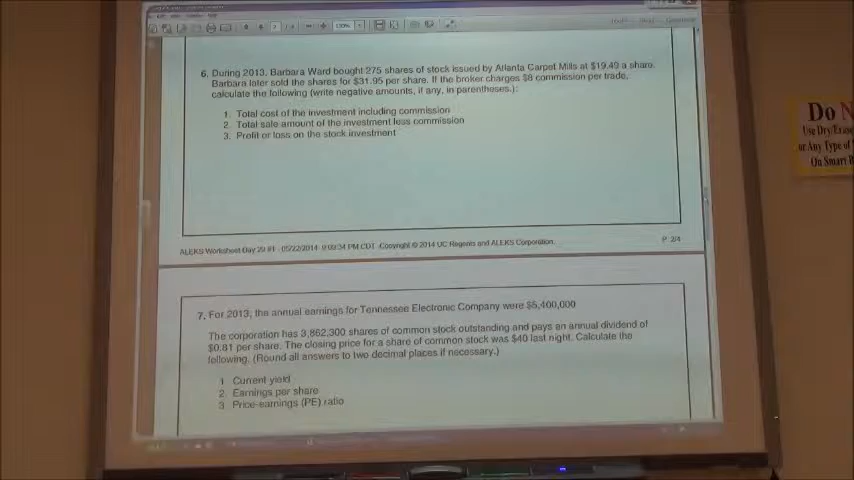 6. During 2013, Barbara Ward bought 275 shares of stock issued by Atlanta Carpet Mills at $19.49 a share.
Barbara later sold the shares for $31.95 per share. If the broker charges $8 commission per trade,
calculate the following (write negative amounts, if any, in parentheses.):
1. Total cost of the investment including commission
2. Total sale amount of the investment less commission
3. Profit or loss on the stock investment
ALEKS Worksheet Day 29 #1 - 05/22/2014 9:09:34 PM CDT Copyright © 2014 UC Regents and ALEKS Corporation.
P. 2/4
7. For 2013, the annual earnings for Tennessee Electronic Company were $5,400,000
The corporation has 3,862,300 shares of common stock outstanding and pays an annual dividend of
$0.81 per share. The closing price for a share of common stock was $40 last night. Calculate the
following. (Round all answers to two decimal places if necessary.)
1 Current yield
2. Earnings per share
3 Price-earnings (PE) ratio
Do N
Use Dry/Erase
or Any Type of
On Smart B